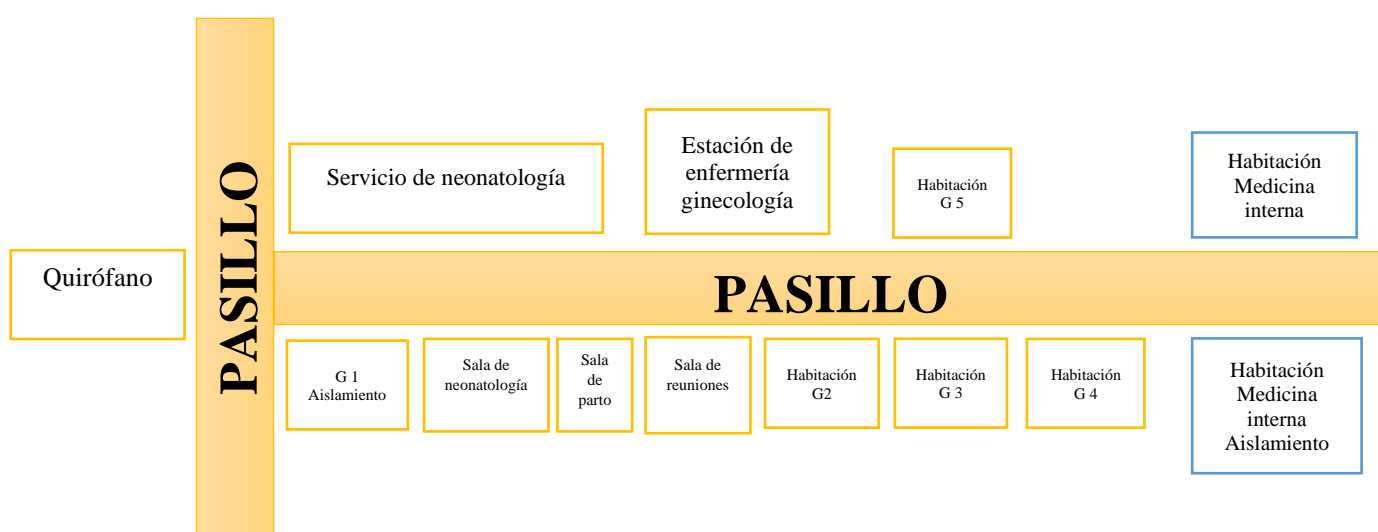 Quirófano
PASILLO
Servicio de neonatología
Estación de
enfermería
ginecología
Habitación
G 5
Habitación
Medicina
interna
PASILLO
G 1
Aislamiento
Sala de
neonatología
Sala
de
parto
Sala de
reuniones
Habitación
G2
Habitación
G 3
Habitación
G 4
Habitación
Medicina
interna
Aislamiento